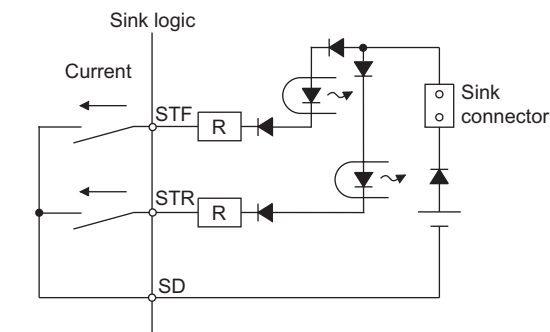 Sink logic
Current
STF
R
Sink
connector
STR
R
SD